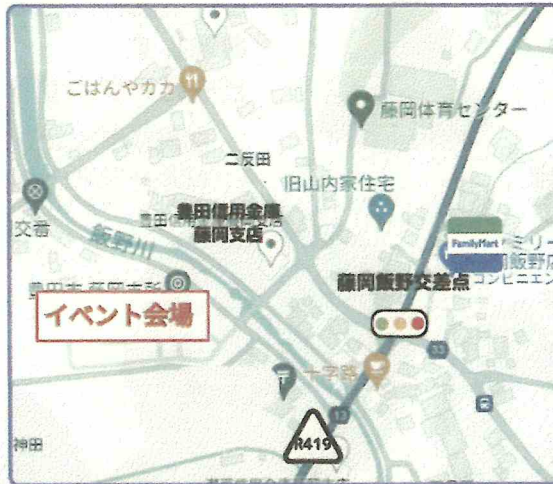 ごはんやカカ
藤岡体育センター
二反田
旧山内家住宅
豊田信用金庫
藤岡支店
交番
飯野川
FamilyMart
藤岡飯野交差点
イベント会場
十字路
33
13
R419
神田